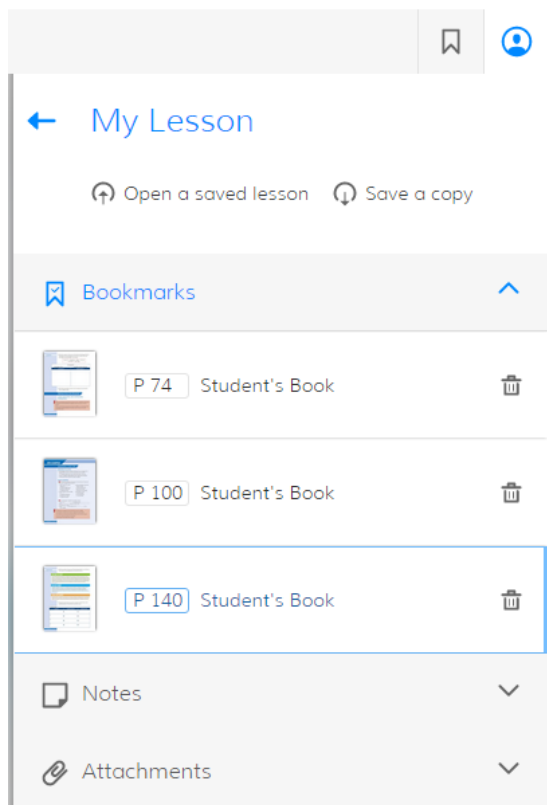 My Lesson
Open a saved lesson Save a copy
Bookmarks
P 74 Student's Book
P 100 Student's Book
P 140 Student's Book
Notes
Attachments